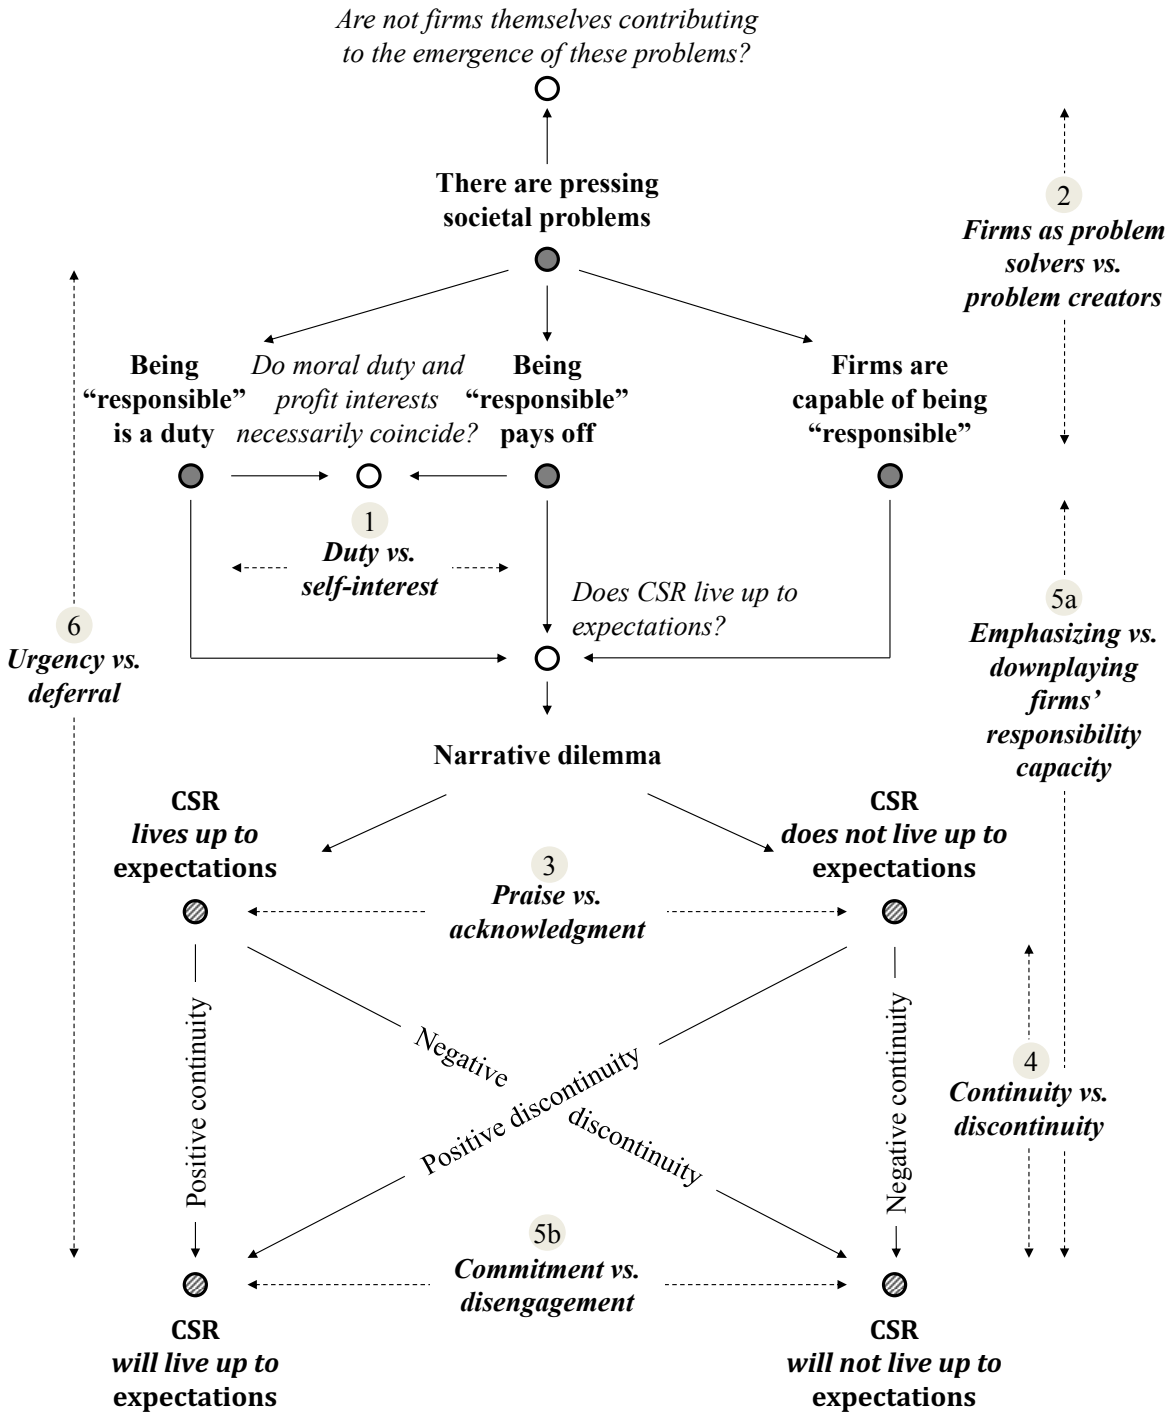 Are not firms themselves contributing
to the emergence of these problems?
There are pressing
societal problems
2
Firms as problem
solvers vs.
problem creators
Being
“responsible”
is a duty
Do moral duty and
profit interests
necessarily coincide?
Being
“responsible”
pays off
Firms are
capable of being
“responsible”
1
Duty vs.
self-interest
Does CSR live up to
expectations?
6
Urgency vs.
deferral
5a
Emphasizing vs.
downplaying
firms’
responsibility
capacity
Narrative dilemma
CSR
lives up to
expectations
CSR
does not live up to
expectations
3
Praise vs.
acknowledgment
Positive continuity
Negative
discontinuity
Positive discontinuity
Negative continuity
4
Continuity vs.
discontinuity
5b
Commitment vs.
disengagement
CSR
will live up to
expectations
CSR
will not live up to
expectations